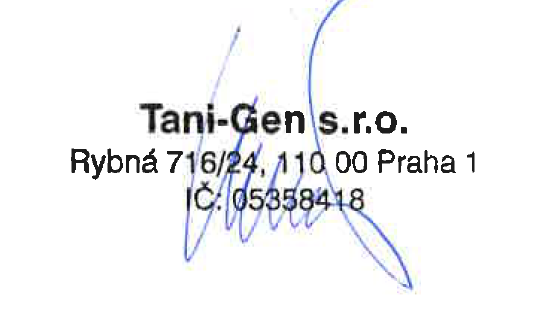 Tani-Gen s.r.o.
Rybná 716/24, 110 00 Praha 1
IČ: 05358418